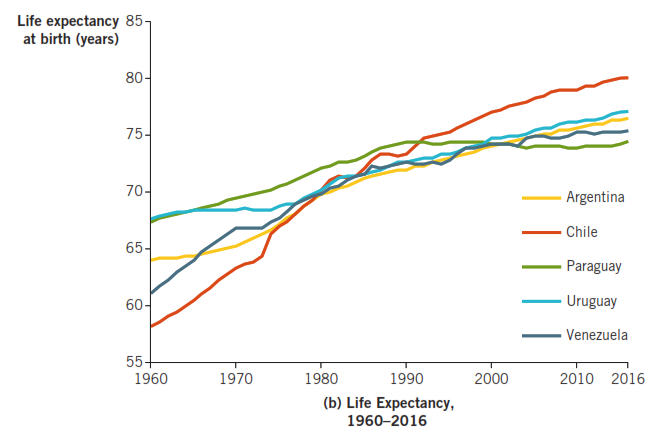 Life expectancy
at birth (years)
85
80
75
70
65
60
55
Argentina
Chile
Paraguay
Uruguay
Venezuela
1960 1970 1980 1990 2000 2010 2016
(b) Life Expectancy,
1960–2016